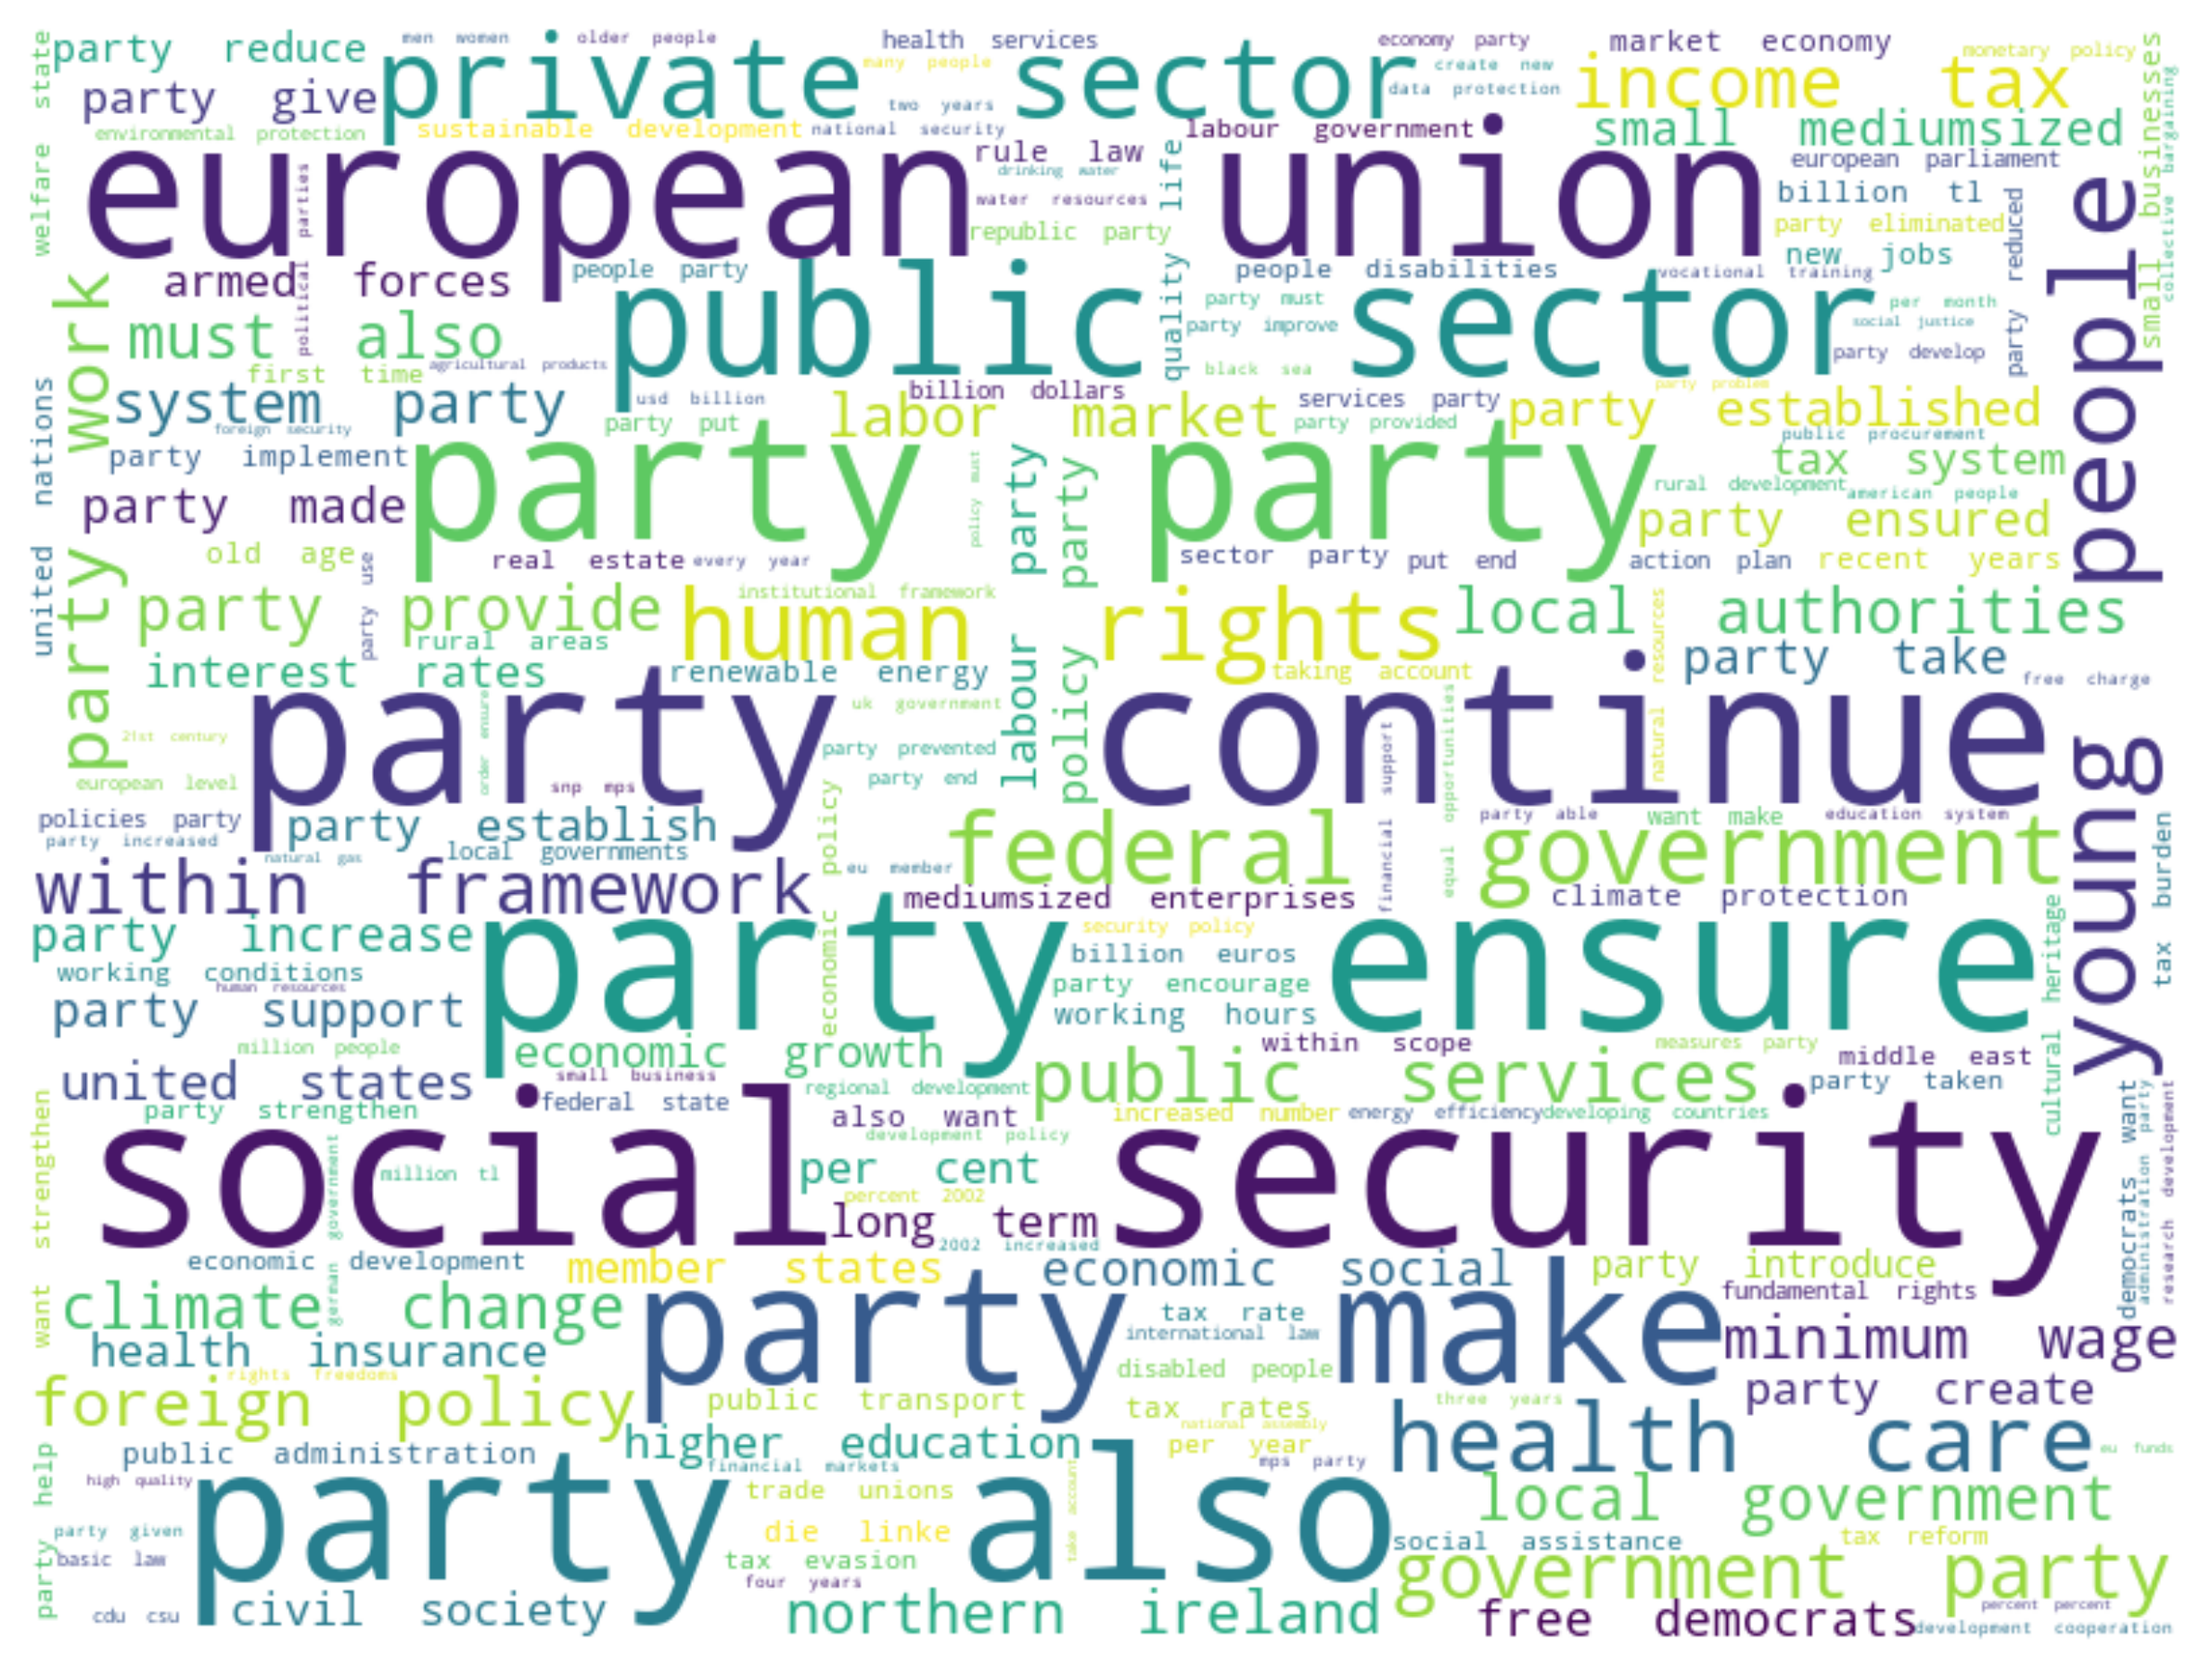 party reduce
men women
older people
private sector
health services
many people
two years
economy party
create new
data protection
market economy
monetary policy
income tax
party give
environmental protection
sustainable development
national security
labour government
small mediumsized
small businesses
collective bargaining
welfare state
european union
rule law
drinking water
water resources
republic party
quality life
european parliament
billion tl
party eliminated
new jobs
party reduced
political parties
armed forces
people party
people disabilities
vocational training
young people
party work
must also
public sector
party must
party improve
black sea
per month
social justice
party develop
first time
agricultural products
system party
foreign security
usd billion
party put
billion dollars
labor market
services party
party provided
party problem
party established
public procurement
tax system
united nations
party implement
party made
party party
policy must
labour party
policy party
rural development
american people
party ensured
old age
party use
real estate
every year
sector party
put end
action plan
recent years
party provide
rural areas
institutional framework
human rights
local authorities
natural resources
interest rates
renewable energy
taking account
party take
free charge
party continue
uk government
order ensure
21st century
european level
party prevented
party end
snp mps
financial support
equal opportunities
policies party
party increased
party establish
natural gas
local governments
economic policy
eu member
federal government
party able
want make
education system
tax burden
within framework
mediumsized enterprises
climate protection
party increase
party ensure
security policy
billion euros
party encourage
working hours
cultural heritage
working conditions
human resources
party support
million people
economic growth
within scope
measures party
middle east
united states
small business
federal state
regional development
public services
party taken
party strengthen
also want
increased number
energy efficiency
developing countries
want strengthen
german government
social security
development policy
million tl
per cent
percent 2002
long term
2002 increased
democrats want
administration party
research development
economic development
member states
economic social
party introduce
climate change
party make
tax rate
international law
fundamental rights
minimum wage
health insurance
disabled people
rights freedoms
foreign policy
public transport
tax rates
national assembly
per year
three years
party create
health care
eu funds
party help
public administration
high quality
higher education
financial markets
mps party
party also
trade unions
take account
local government
party given
basic law
die linke
social assistance
tax reform
tax evasion
four years
government party
cdu csu
civil society
northern ireland
free democrats
percent percent
development cooperation